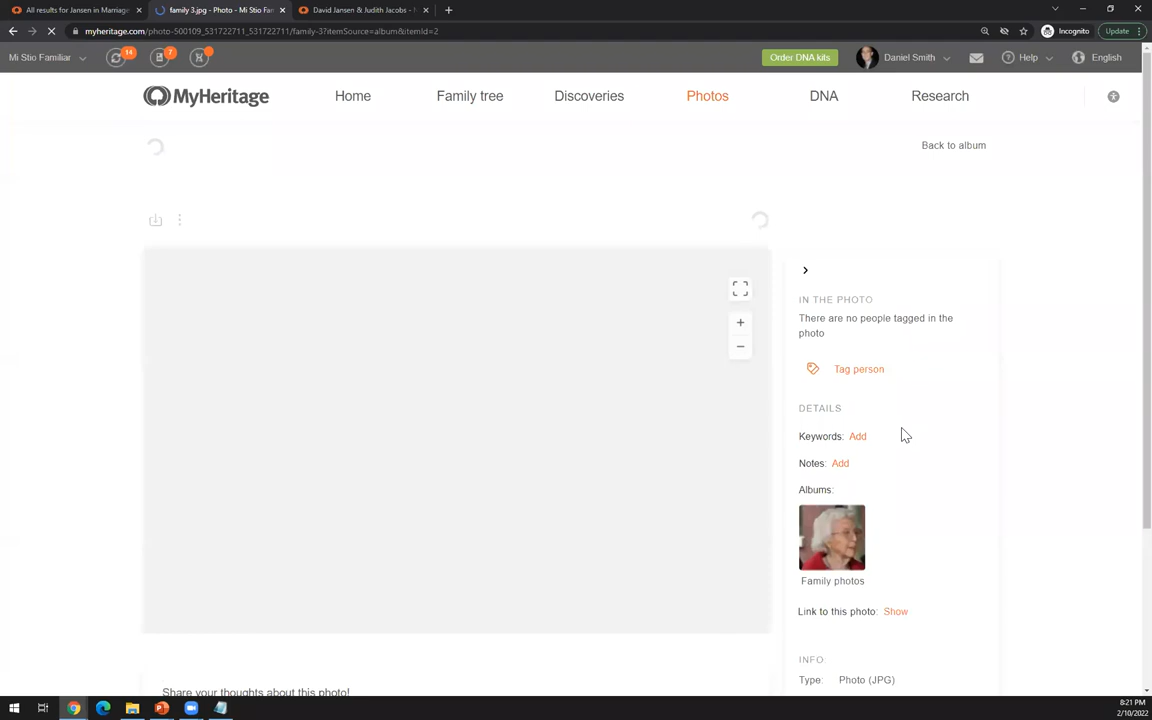 All results for Jansen in Marriage
family 3.jpg - Photo - Mi Stio Fam
David Jansen & Judith Jacobs -
myheritage.com/photo-500109_531722711_531722711/family-3?itemSource=album&itemId=2
Incognito
Update
Mi Stio Familiar
14
7
Order DNA kits
Daniel Smith
Help
English
MyHeritage
Home
Family tree
Discoveries
Photos
DNA
Research
Back to album
IN THE PHOTO
There are no people tagged in the
photo
Tag person
DETAILS
Keywords: Add
Notes: Add
Albums:
Family photos
Link to this photo: Show
INFO:
Type: Photo (JPG)
Share your thoughts about this photo!
8:21 PM
2/10/2022